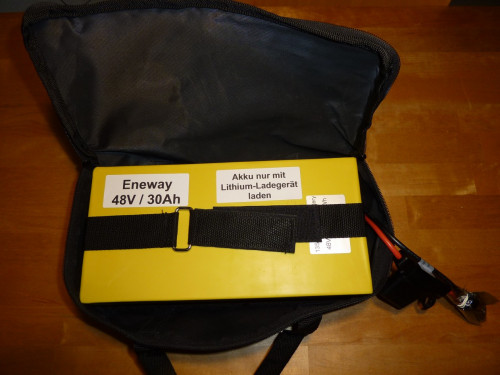 Eneway
48V / 30Ah
Akku nur mit
Lithium-Ladegerät
laden